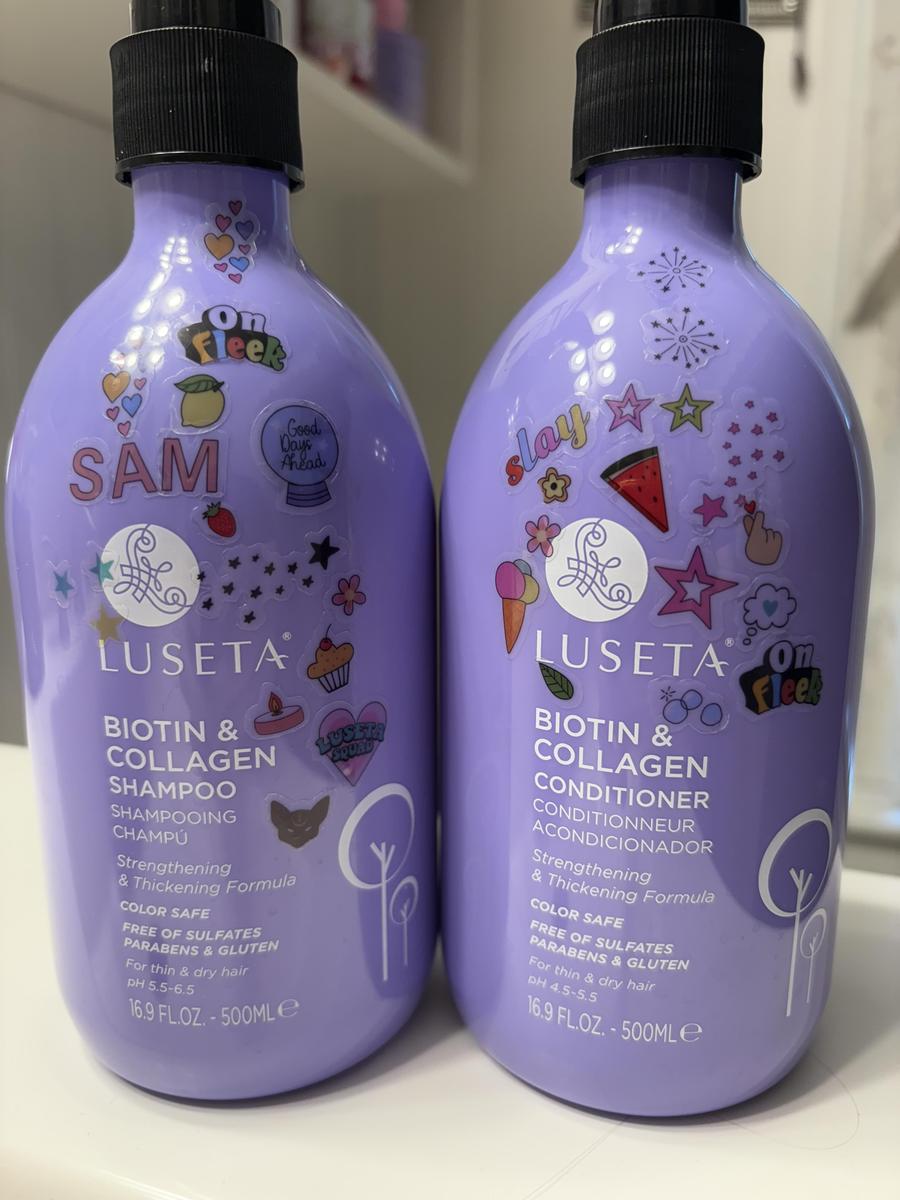 On
Fleek
Good
Days
Ahead
SAM
LUSETA®
BIOTIN &
COLLAGEN
SHAMPOO
SHAMPOOING
CHAMPÚ
LUSETA
SQUAD
Strengthening
& Thickening Formula
COLOR SAFE
FREE OF SULFATES
PARABENS & GLUTEN
For thin & dry hair
pH 5.5-6.5
16.9 FL.OZ. - 500ML℮
slay
LUSETA®
On
Fleek
BIOTIN &
COLLAGEN
CONDITIONER
CONDITIONNEUR
ACONDICIONADOR
Strengthening
& Thickening Formula
COLOR SAFE
FREE OF SULFATES
PARABENS & GLUTEN
For thin & dry hair
pH 4.5-5.5
16.9 FL.OZ. - 500ML℮